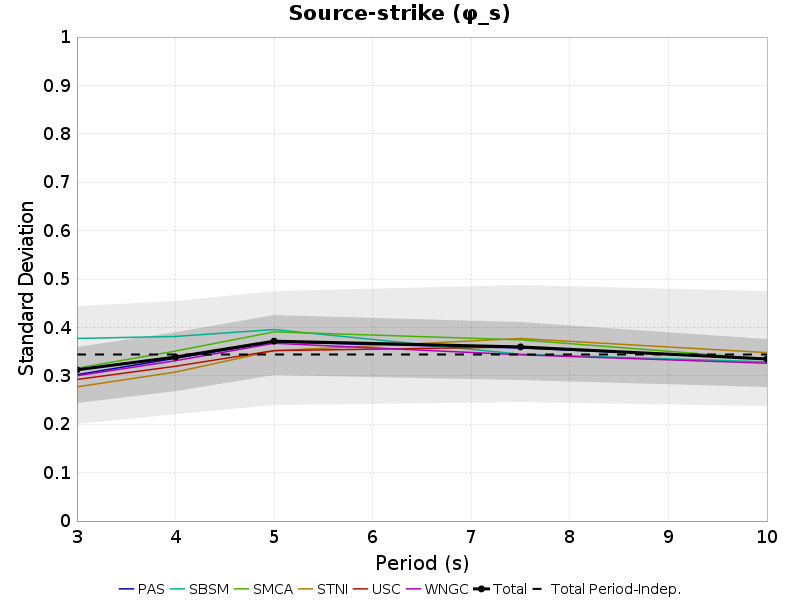 Source-strike (φ_s)
1
0.9
0.8
0.7
0.6
0.5
0.4
0.3
0.2
0.1
0
Standard Deviation
3 4 5 6 7 8 9 10
Period (s)
PAS SBSM SMCA STNI USC WNGC Total Total Period-Indep.